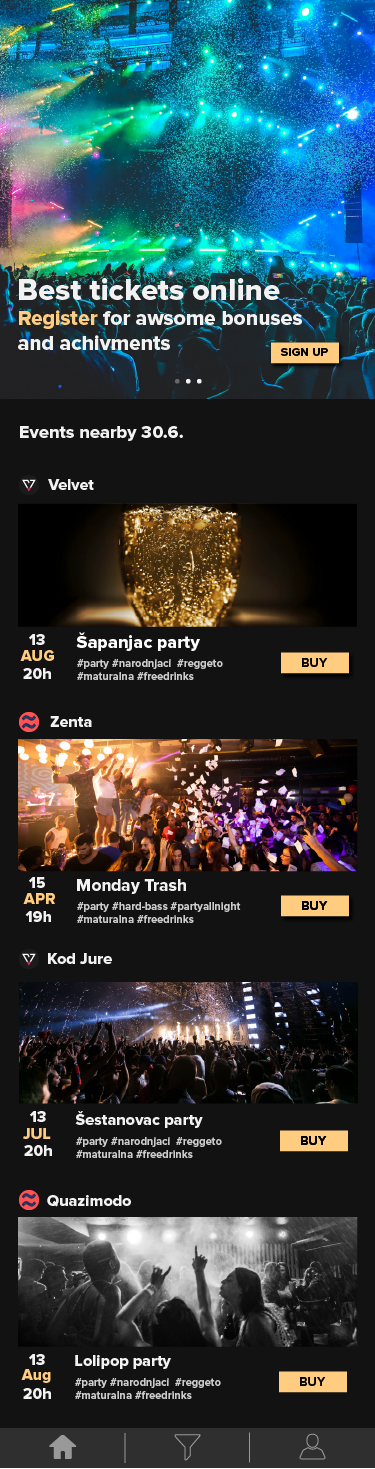 Best tickets online
Register for awsome bonuses
and achivments
SIGN UP
Events nearby 30.6.
Velvet
13
AUG
20h
Šapanjac party
#party #narodnjaci #reggeto
#maturalna #freedrinks
BUY
Zenta
15
APR
19h
Monday Trash
#party #hard-bass #partyallnight
#maturalna #freedrinks
BUY
Kod Jure
13
JUL
20h
Šestanovac party
#party #narodnjaci #reggeto
#maturalna #freedrinks
BUY
Quazimodo
13
Aug
20h
Lolipop party
#party #narodnjaci #reggeto
#maturalna #freedrinks
BUY